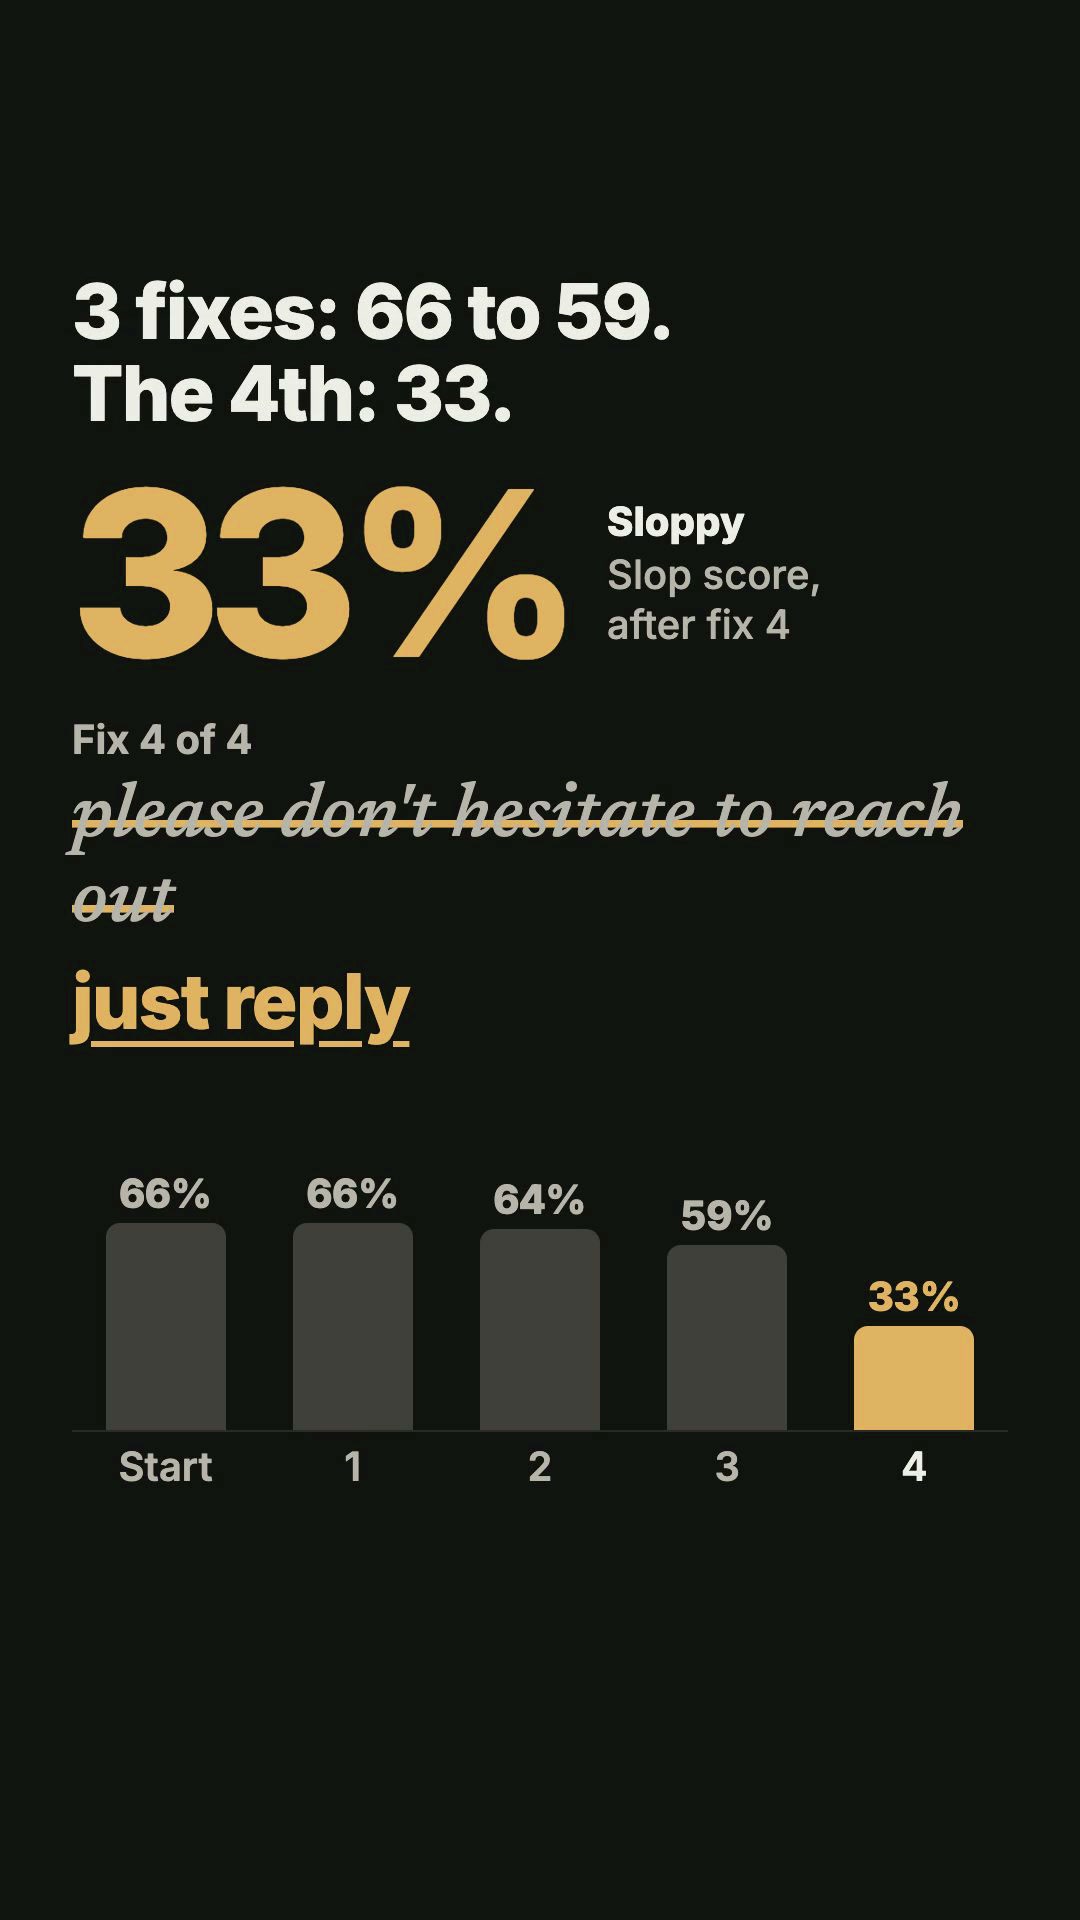 3 fixes: 66 to 59.
The 4th: 33.
33%
Sloppy
Slop score,
after fix 4
Fix 4 of 4
please don't hesitate to reach
out
just reply
66% 66% 64% 59% 33%
Start 1 2 3 4